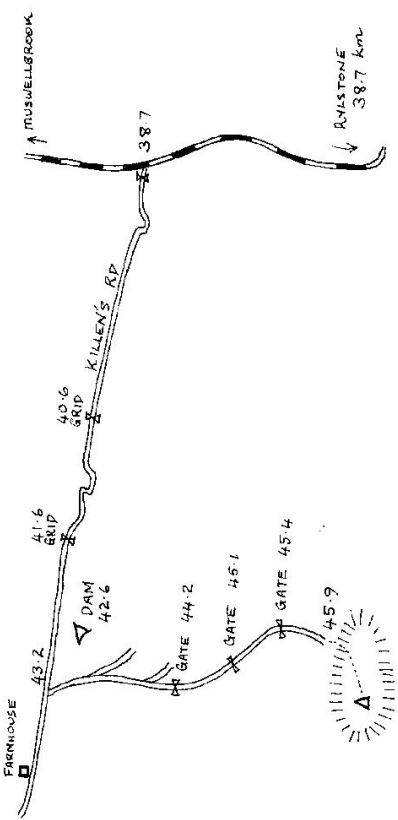 MUSWELLBROOK
38.7
RYLSTONE
38.7 km
KILLEN'S RD
40.6
GRID
41.6
GRID
DAM
42.6
43.2
FARMHOUSE
GATE 44.2
GATE 45.1
GATE 45.4
45.9